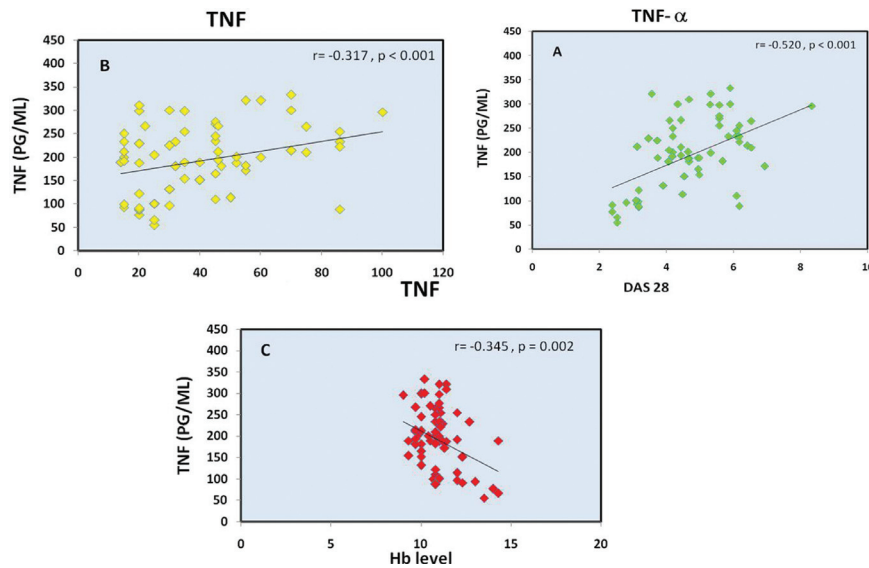 TNF
B
r= -0.317 , p < 0.001
TNF (PG/ML)
450
400
350
300
250
200
150
100
50
0
0 20 40 60 80 100 120
TNF- α
A
r= -0.520 , p < 0.001
TNF (PG/ML)
450
400
350
300
250
200
150
100
50
0
0 2 4 6 8 10
DAS 28
TNF
C
r= -0.345 , p = 0.002
TNF (PG/ML)
450
400
350
300
250
200
150
100
50
0
0 5 10 15 20
Hb level